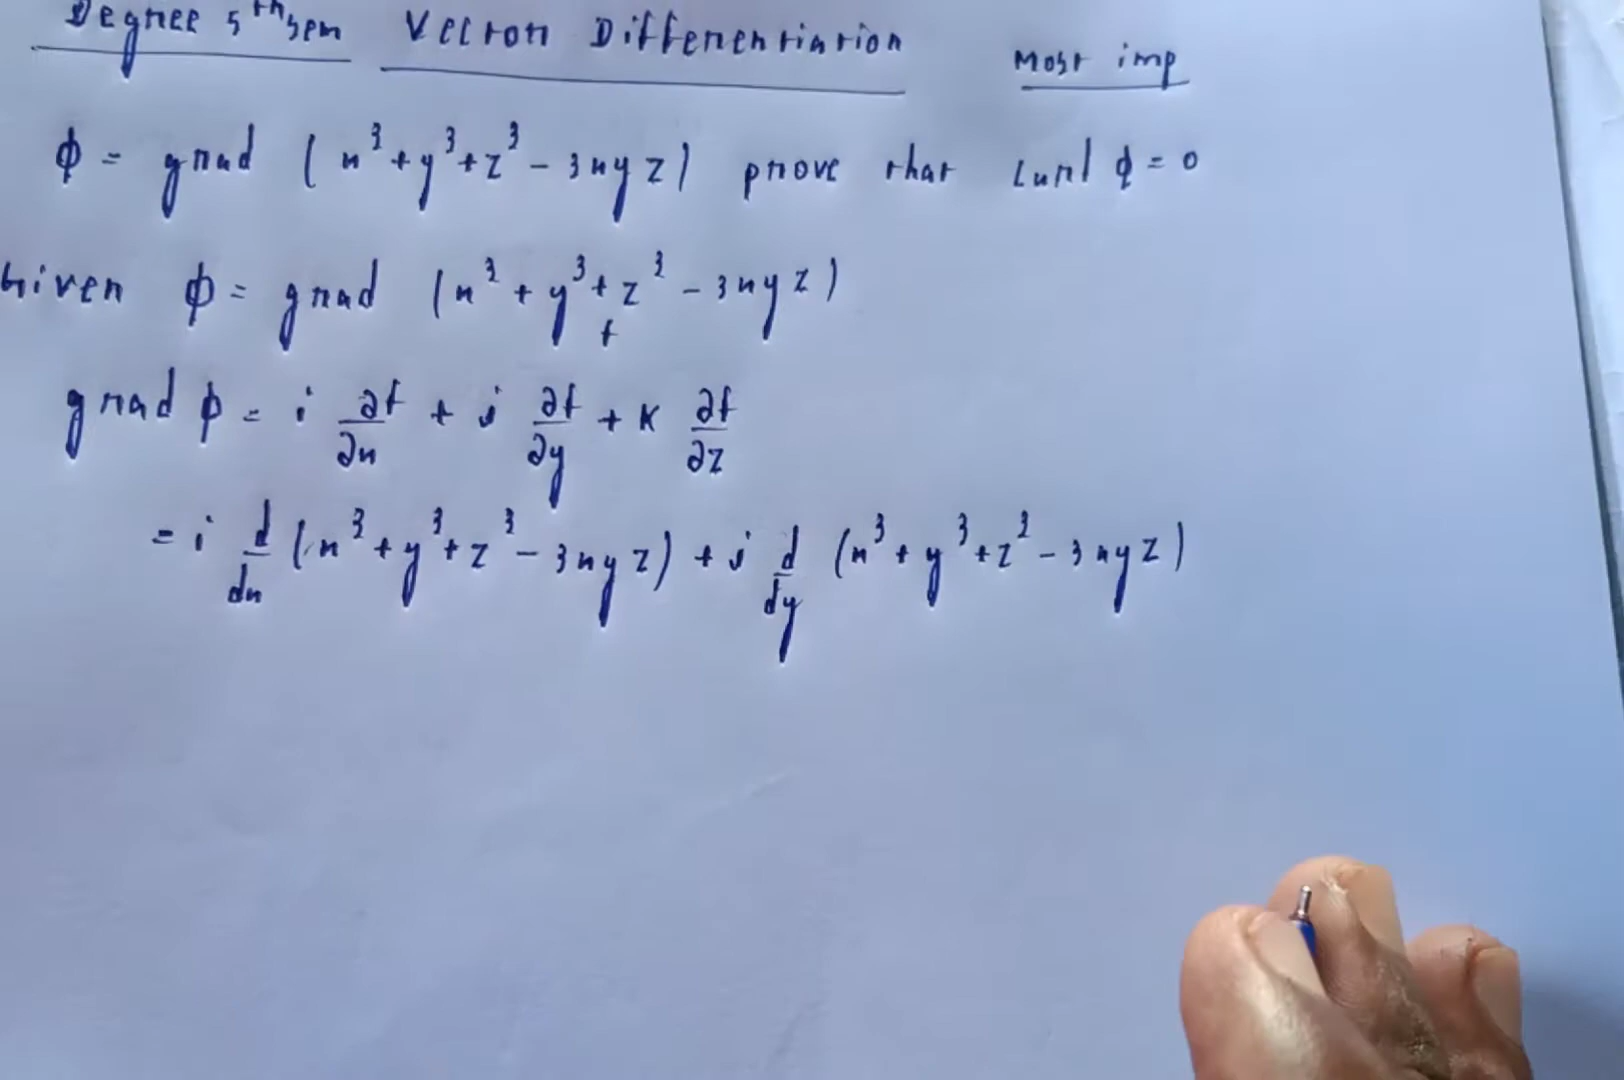 Degree 5th sem Vector Differentiation Most imp
ϕ = grad (x³ + y³ + z³ - 3xyz) prove that curl ϕ = 0
Given ϕ = grad (x³ + y³ + z³ - 3xyz)
f
grad ϕ = i ∂f/∂x + j ∂f/∂y + k ∂f/∂z
= i d/dx (x³ + y³ + z³ - 3xyz) + j d/dy (x³ + y³ + z³ - 3xyz)